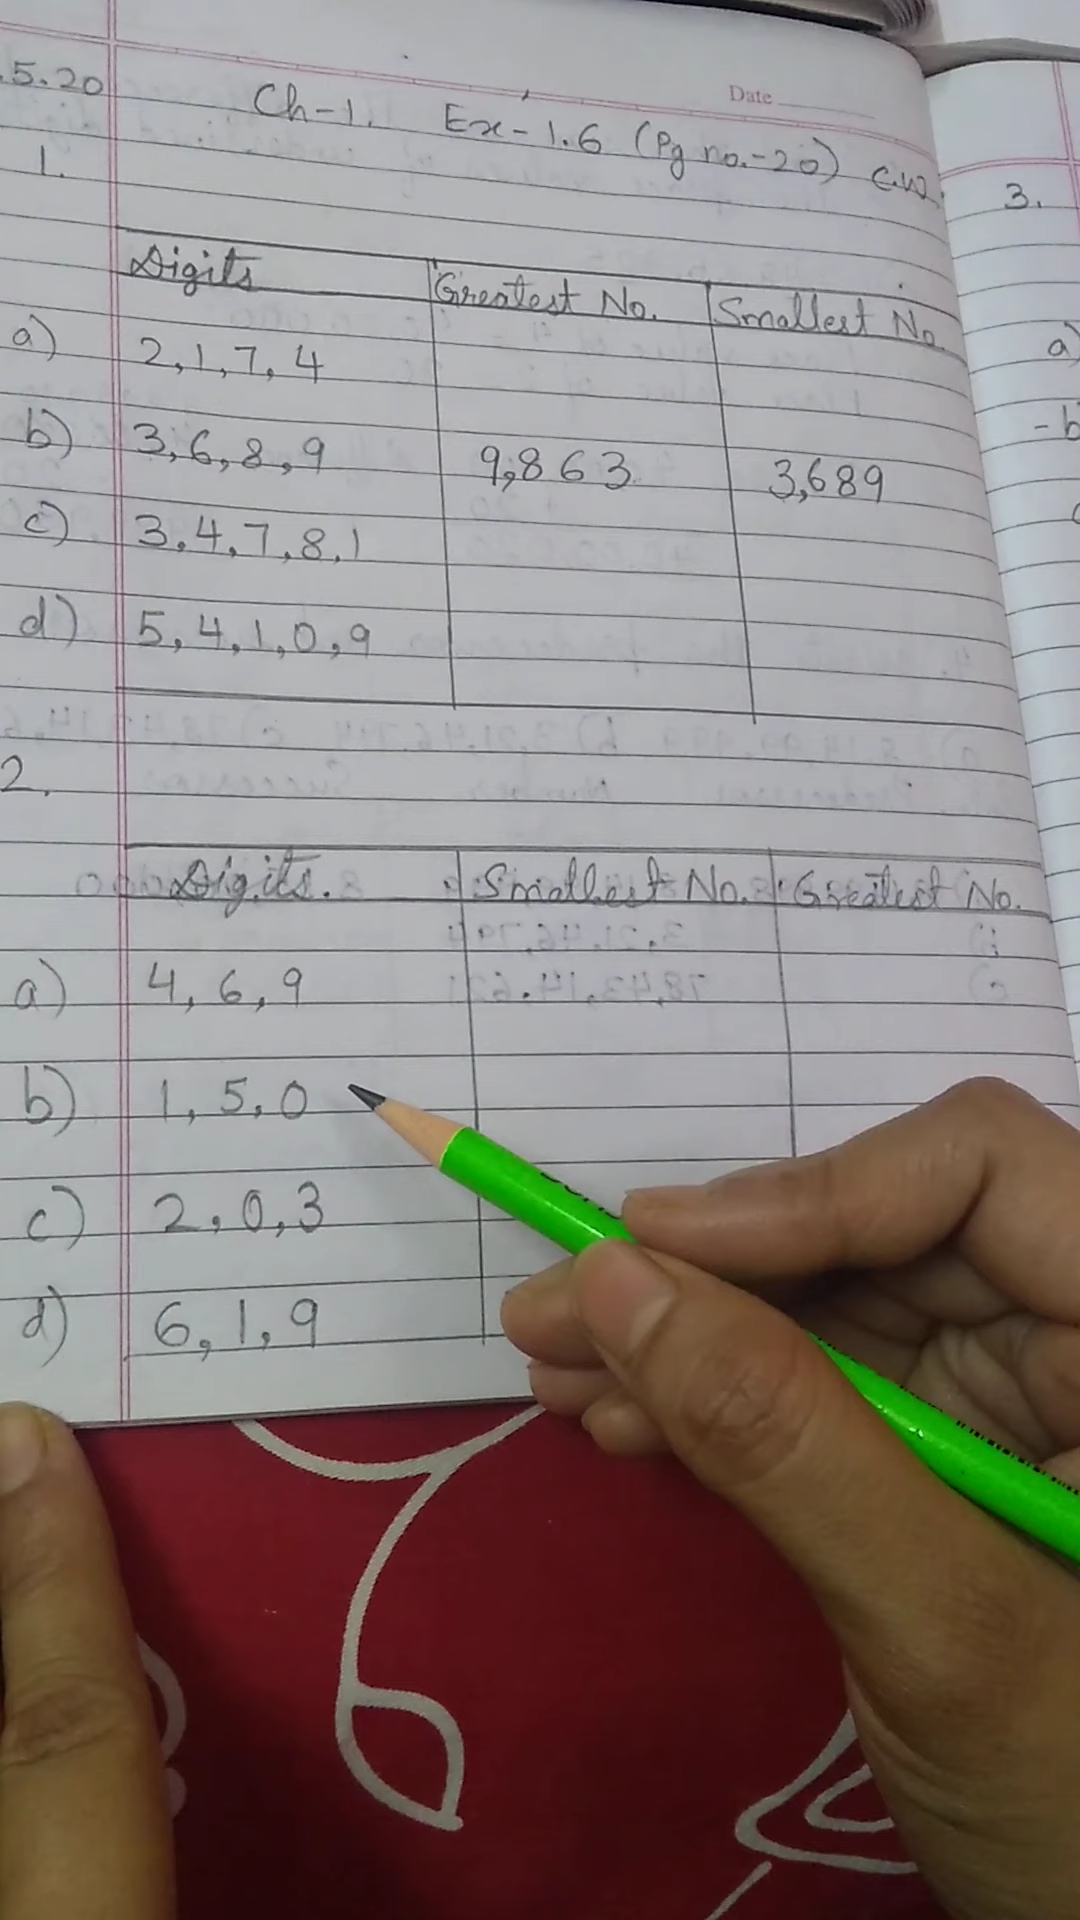 .5.20
Date
Ch-1. Ex-1.6 (Pg no.-20) C.W.
1.
Digits Greatest No. Smallest No.
a) 2,1,7,4
b) 3,6,8,9 9,863 3,689
c) 3,4,7,8,1
d) 5,4,1,0,9
2.
Digits. Smallest No. Greatest No.
a) 4,6,9
b) 1,5,0
c) 2,0,3
d) 6,1,9
3.
a)
-b